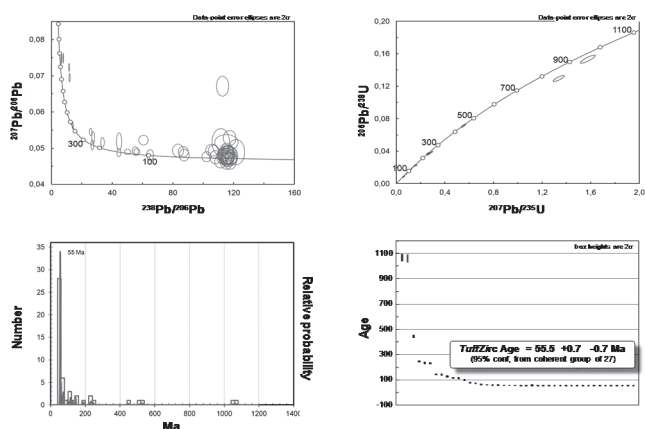 Data-point error ellipses are 2σ
0,08
0,07
0,06
0,05
0,04
300
100
0 40 80 120 160
207Pb/206Pb
238Pb/206Pb
Data-point error ellipses are 2σ
0,20
0,16
0,12
0,08
0,04
0,00
100
300
500
700
900
1100
0,0 0,4 0,8 1,2 1,6 2,0
206Pb/238U
207Pb/235U
35
30
25
20
15
10
5
0
55 Ma
0 200 400 600 800 1000 1200 1400
Number
Relative probability
Ma
box heights are 2σ
1100
900
700
500
300
100
-100
Age
TuffZirc Age = 55.5 +0.7 -0.7 Ma
(95% conf, from coherent group of 27)